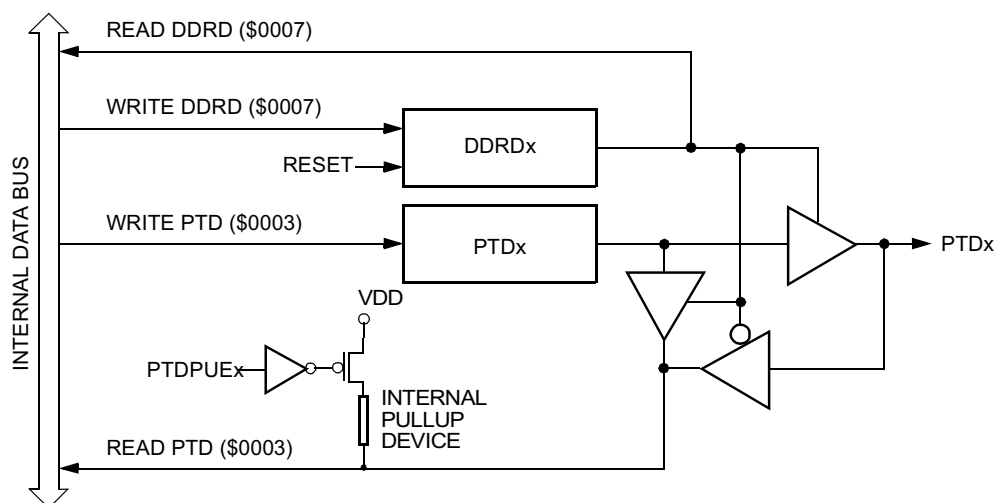 READ DDRD ($0007)
WRITE DDRD ($0007)
DDRDx
RESET
INTERNAL DATA BUS
WRITE PTD ($0003)
PTDx
PTDx
VDD
PTDPUEx
INTERNAL
PULLUP
DEVICE
READ PTD ($0003)